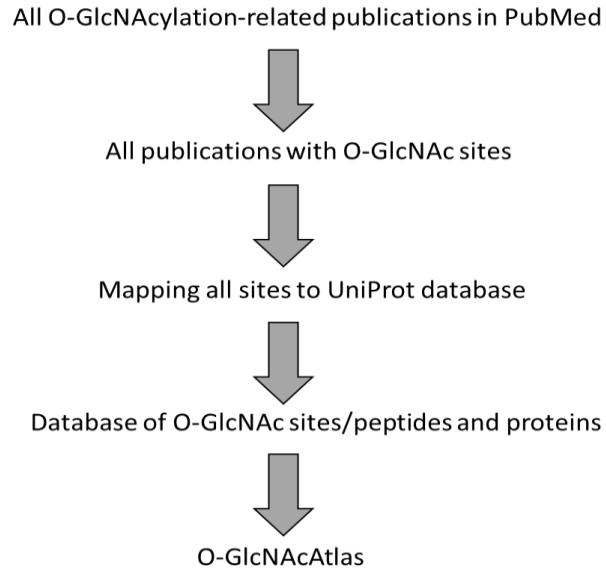 All O-GlcNAcylation-related publications in PubMed
All publications with O-GlcNAc sites
Mapping all sites to UniProt database
Database of O-GlcNAc sites/peptides and proteins
O-GlcNAcAtlas